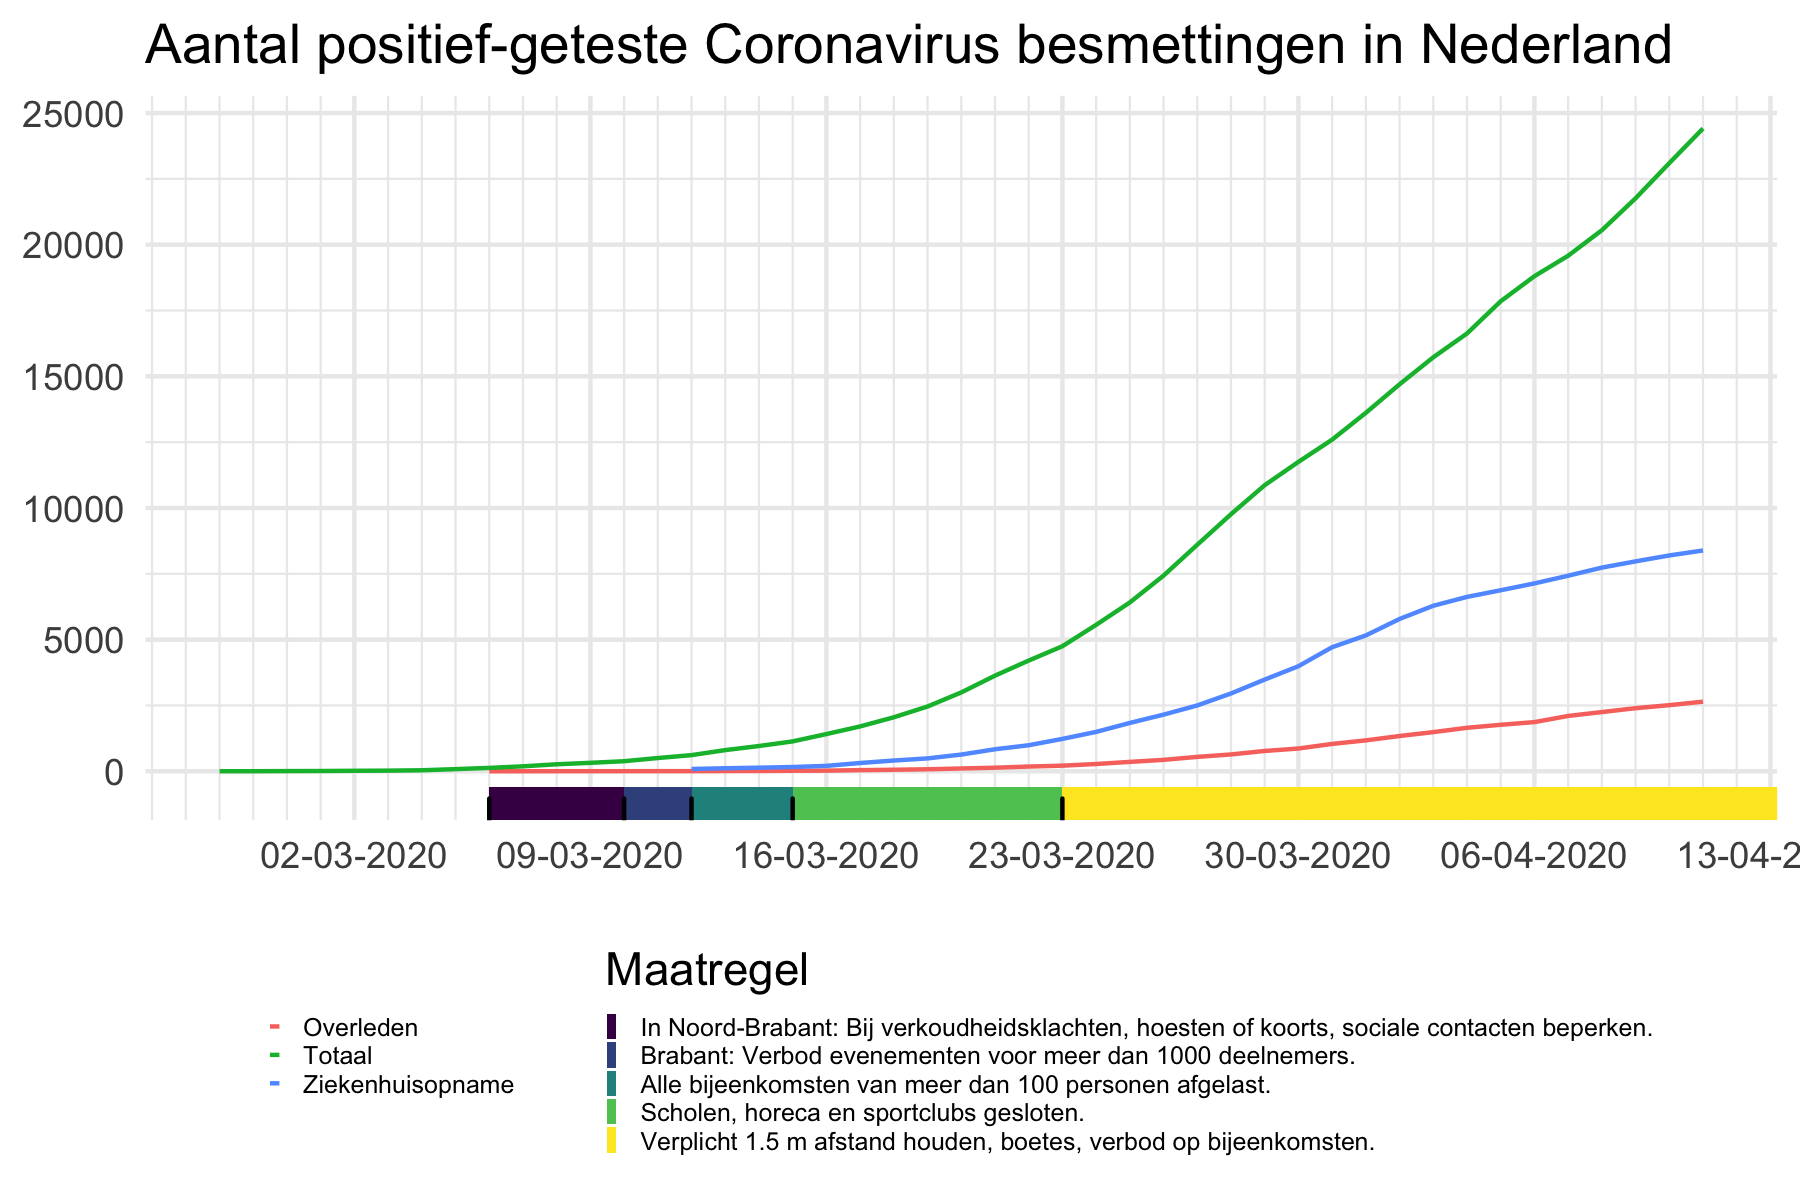 Aantal positief-geteste Coronavirus besmettingen in Nederland
25000
20000
15000
10000
5000
0
02-03-2020 09-03-2020 16-03-2020 23-03-2020 30-03-2020 06-04-2020 13-04-2
Maatregel
Overleden
Totaal
Ziekenhuisopname
In Noord-Brabant: Bij verkoudheidsklachten, hoesten of koorts, sociale contacten beperken.
Brabant: Verbod evenementen voor meer dan 1000 deelnemers.
Alle bijeenkomsten van meer dan 100 personen afgelast.
Scholen, horeca en sportclubs gesloten.
Verplicht 1.5 m afstand houden, boetes, verbod op bijeenkomsten.